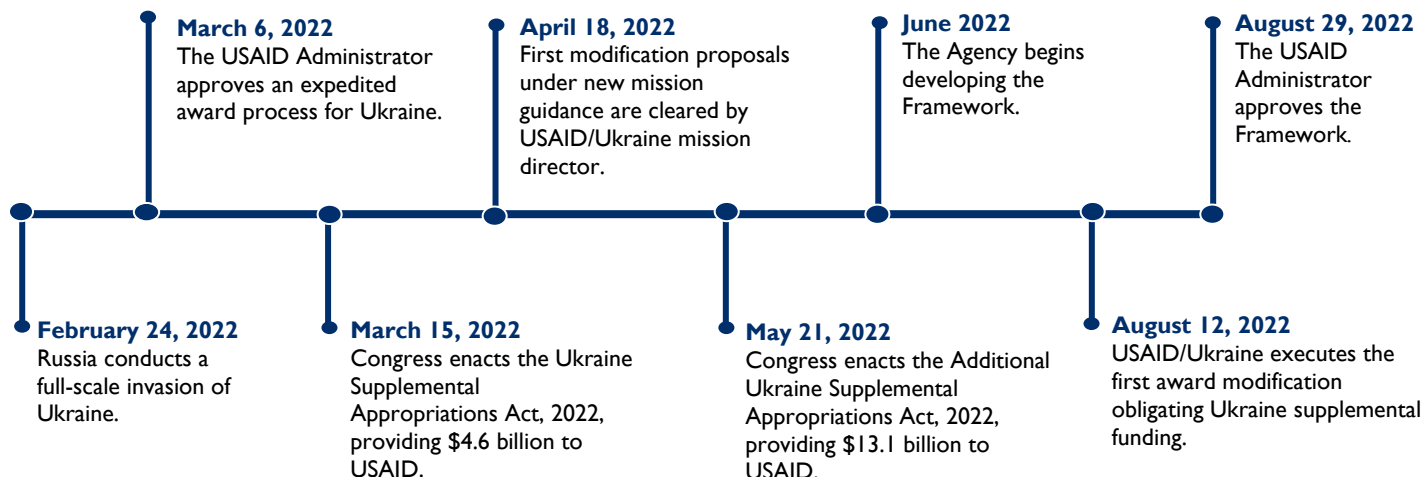 March 6, 2022
The USAID Administrator
approves an expedited
award process for Ukraine.
April 18, 2022
First modification proposals
under new mission
guidance are cleared by
USAID/Ukraine mission
director.
June 2022
The Agency begins
developing the
Framework.
August 29, 2022
The USAID
Administrator
approves the
Framework.
February 24, 2022
Russia conducts a
full-scale invasion of
Ukraine.
March 15, 2022
Congress enacts the Ukraine
Supplemental
Appropriations Act, 2022,
providing $4.6 billion to
USAID.
May 21, 2022
Congress enacts the Additional
Ukraine Supplemental
Appropriations Act, 2022,
providing $13.1 billion to
USAID.
August 12, 2022
USAID/Ukraine executes the
first award modification
obligating Ukraine supplemental
funding.